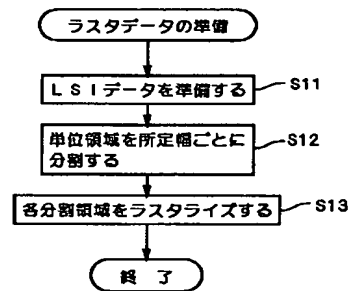 ラスタデータの準備
LSIデータを準備する
S11
単位領域を所定幅ごとに
分割する
S12
各分割領域をラスタライズする
S13
終了